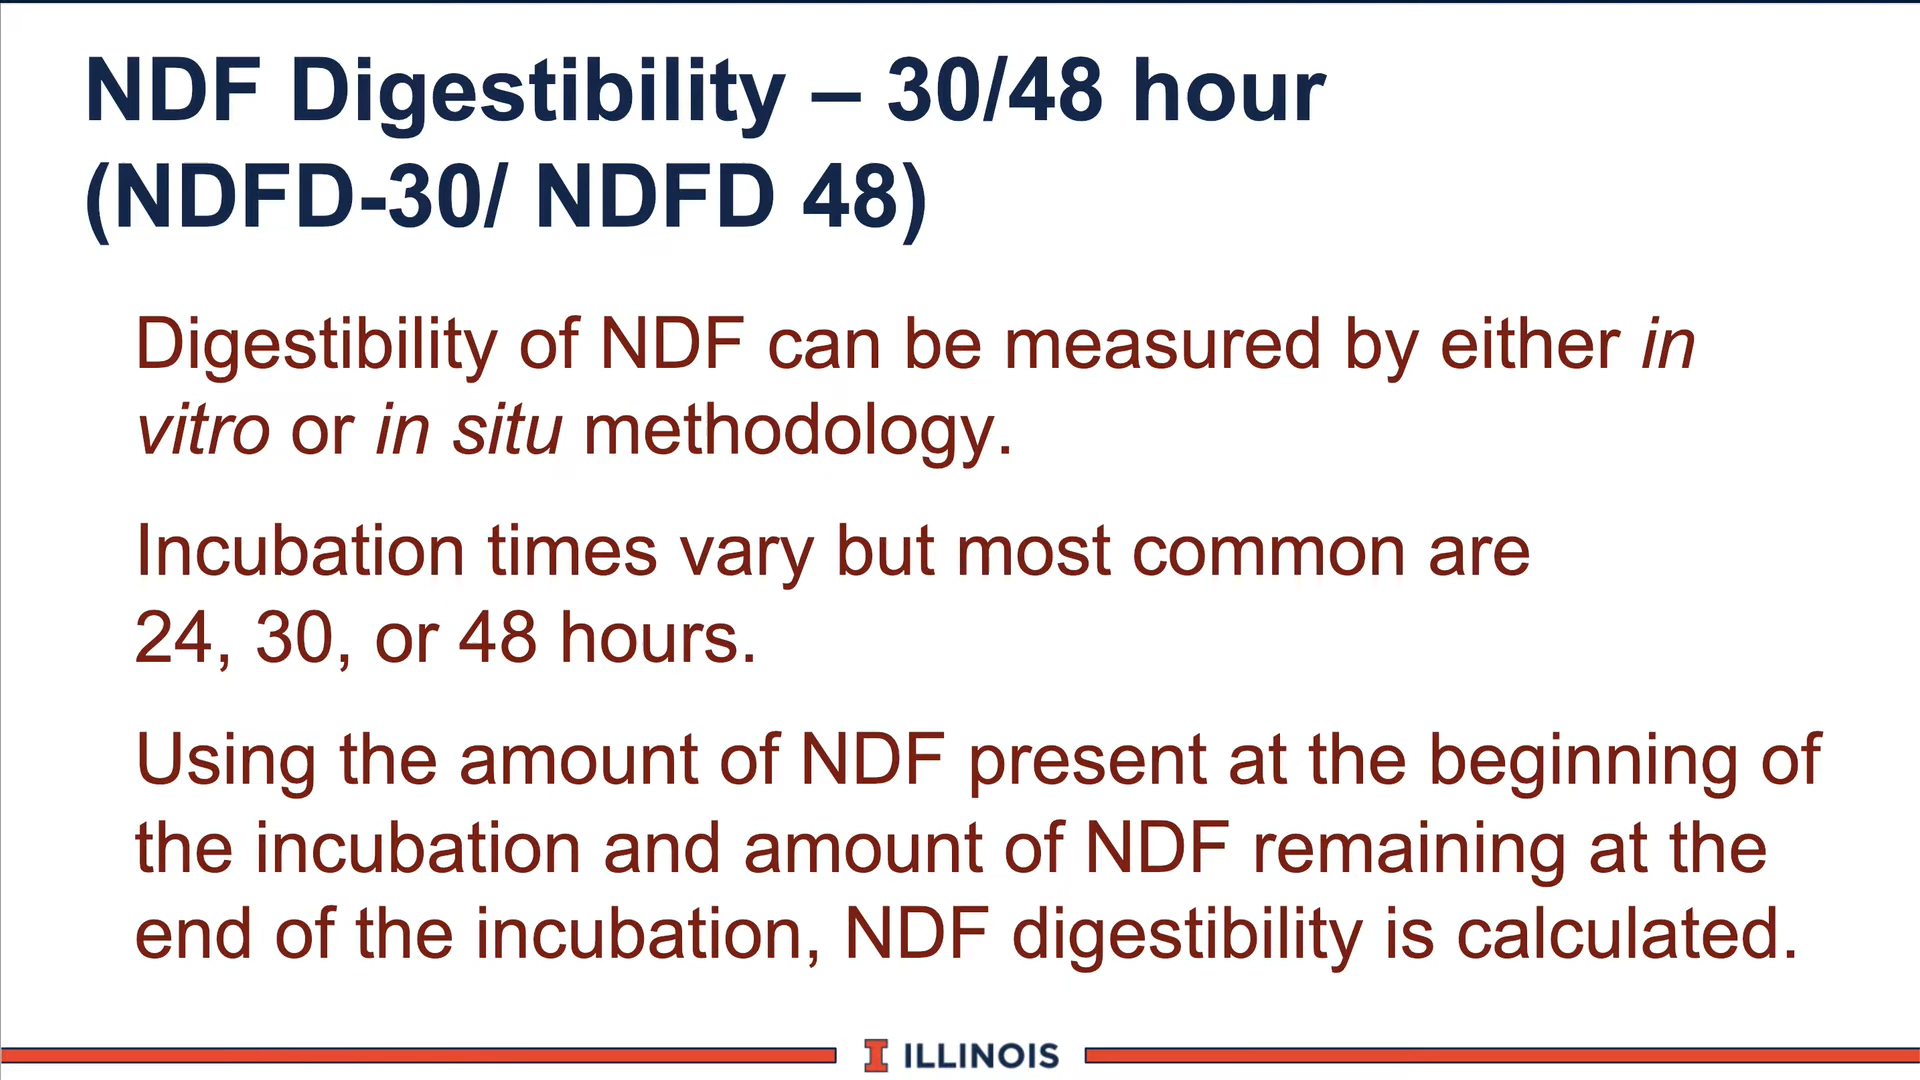 NDF Digestibility – 30/48 hour
(NDFD-30/ NDFD 48)
Digestibility of NDF can be measured by either in
vitro or in situ methodology.
Incubation times vary but most common are
24, 30, or 48 hours.
Using the amount of NDF present at the beginning of
the incubation and amount of NDF remaining at the
end of the incubation, NDF digestibility is calculated.
I ILLINOIS